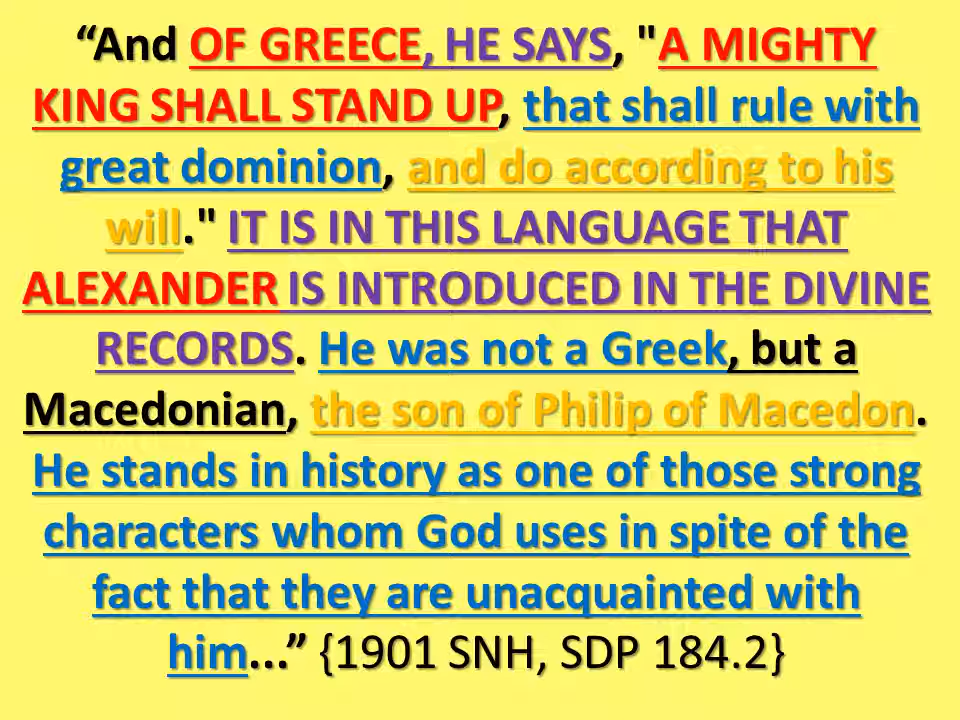 “And OF GREECE, HE SAYS, "A MIGHTY
KING SHALL STAND UP, that shall rule with
great dominion, and do according to his
will." IT IS IN THIS LANGUAGE THAT
ALEXANDER IS INTRODUCED IN THE DIVINE
RECORDS. He was not a Greek, but a
Macedonian, the son of Philip of Macedon.
He stands in history as one of those strong
characters whom God uses in spite of the
fact that they are unacquainted with
him...” {1901 SNH, SDP 184.2}